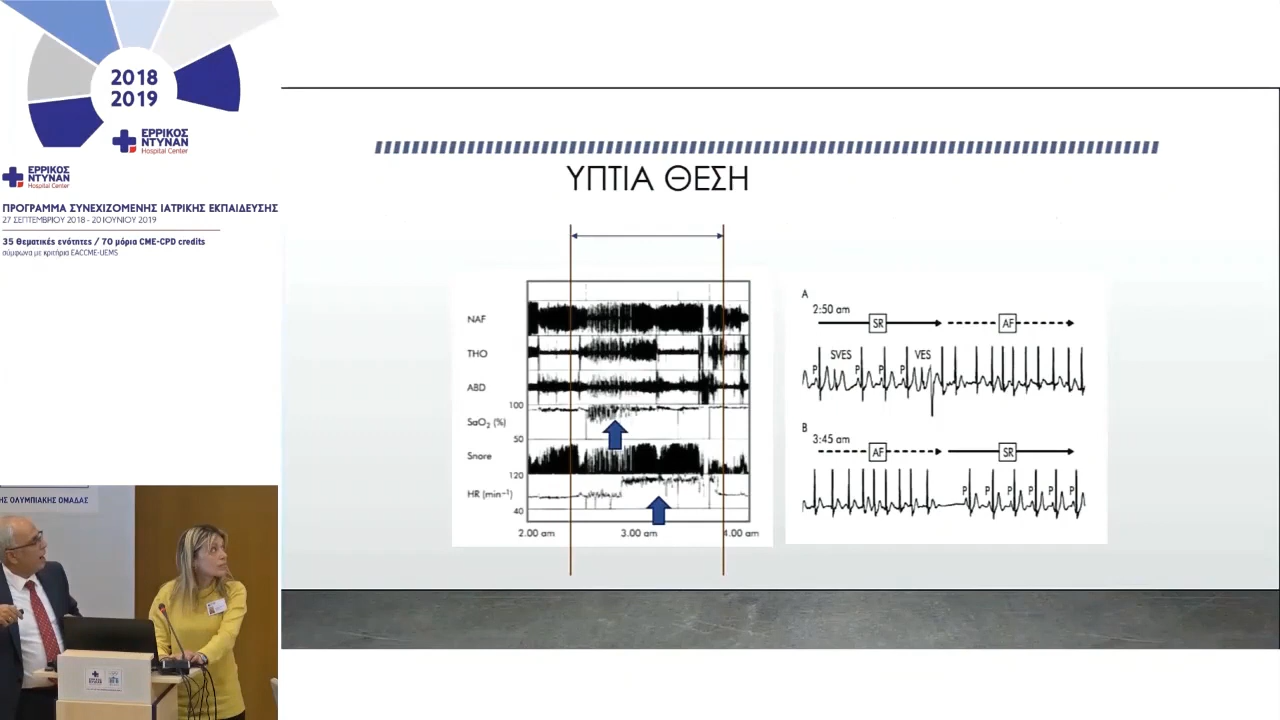 2018
2019
ΕΡΡΙΚΟΣ
ΝΤΥΝΑΝ
Hospital Center
ΕΡΡΙΚΟΣ
ΝΤΥΝΑΝ
Hospital Center
ΠΡΟΓΡΑΜΜΑ ΣΥΝΕΧΙΖΟΜΕΝΗΣ ΙΑΤΡΙΚΗΣ ΕΚΠΑΙΔΕΥΣΗΣ
27 ΣΕΠΤΕΜΒΡΙΟΥ 2018 - 20 ΙΟΥΝΙΟΥ 2019
35 Θεματικές ενότητες / 70 μόρια CME-CPD credits
σύμφωνα με κριτήρια EACCME-UEMS
ΗΣ ΟΛΥΜΠΙΑΚΗΣ ΟΜΑΔΑΣ
ΥΠΤΙΑ ΘΕΣΗ
NAF
THO
ABD
100
SaO₂ (%)
50
Snore
120
HR (min⁻¹)
40
2.00 am 3.00 am 4.00 am
A
2:50 am
SR AF
SVES VES
P P P P
B
3:45 am
AF SR
P P P P P P